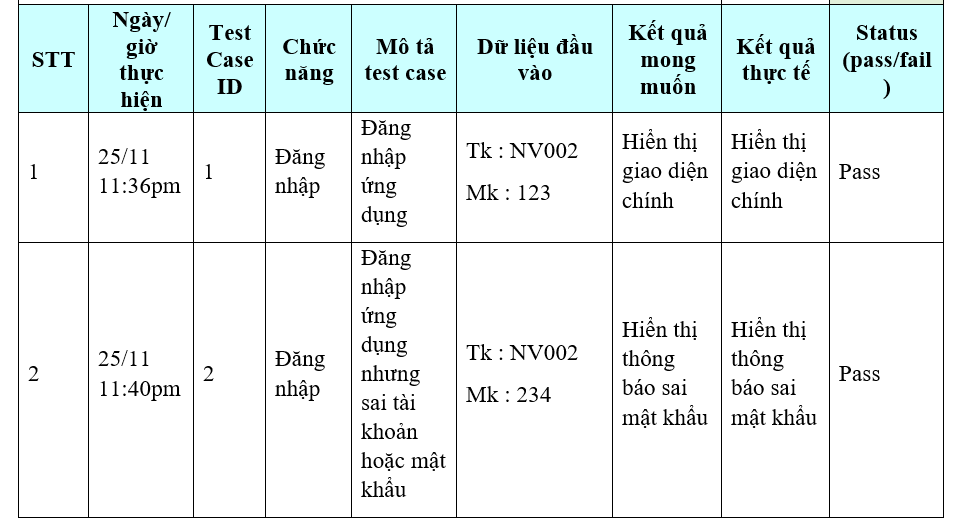 STT
Ngày/
giờ
thực
hiện
Test
Case
ID
Chức
năng
Mô tả
test case
Dữ liệu đầu
vào
Kết quả
mong
muốn
Kết quả
thực tế
Status
(pass/fail
)
1
25/11
11:36pm
1
Đăng
nhập
Đăng
nhập
ứng
dụng
Tk : NV002
Mk : 123
Hiển thị
giao diện
chính
Hiển thị
giao diện
chính
Pass
2
25/11
11:40pm
2
Đăng
nhập
Đăng
nhập
ứng
dụng
nhưng
sai tài
khoản
hoặc mật
khẩu
Tk : NV002
Mk : 234
Hiển thị
thông
báo sai
mật khẩu
Hiển thị
thông
báo sai
mật khẩu
Pass